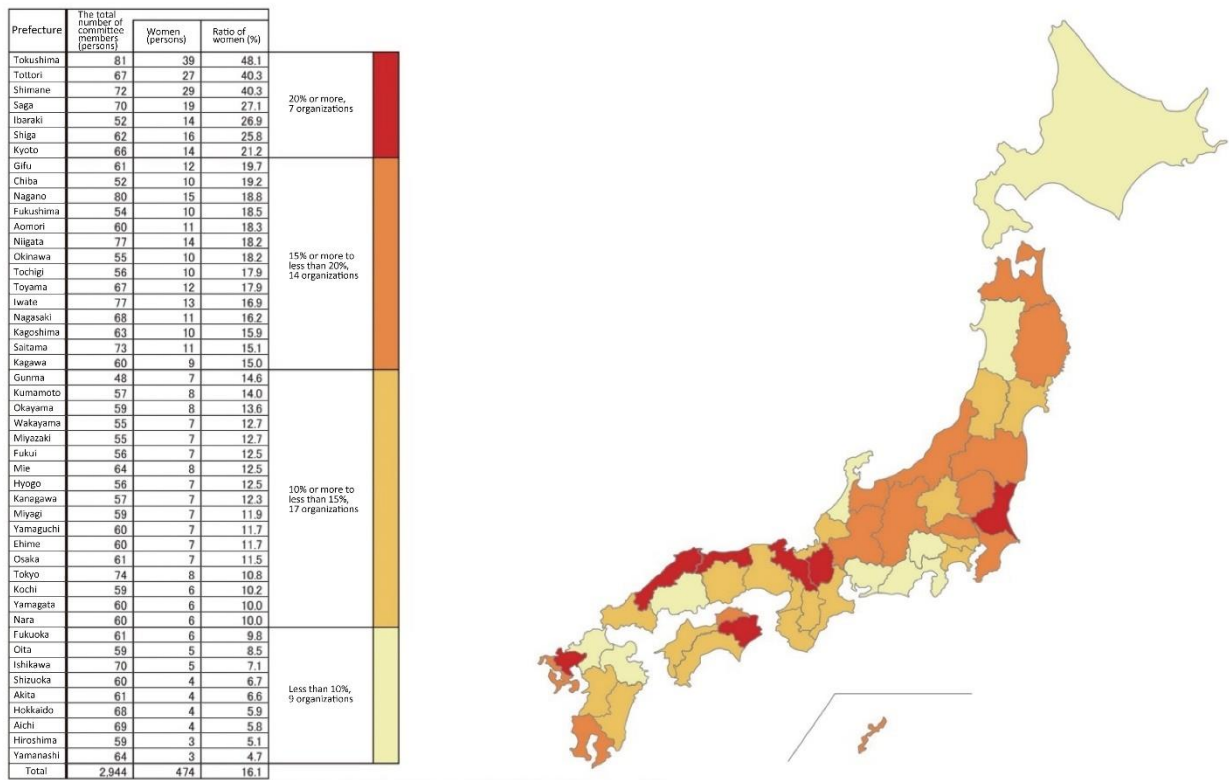 Prefecture The total number of committee members (persons) Women (persons) Ratio of women (%)
Tokushima 81 39 48.1
Tottori 67 27 40.3
Shimane 72 29 40.3
Saga 70 19 27.1
Ibaraki 52 14 26.9
Shiga 62 16 25.8
Kyoto 66 14 21.2
20% or more,
7 organizations
Gifu 61 12 19.7
Chiba 52 10 19.2
Nagano 80 15 18.8
Fukushima 54 10 18.5
Aomori 60 11 18.3
Niigata 77 14 18.2
Okinawa 55 10 18.2
Tochigi 56 10 17.9
Toyama 67 12 17.9
Iwate 77 13 16.9
Nagasaki 68 11 16.2
Kagoshima 63 10 15.9
Saitama 73 11 15.1
Kagawa 60 9 15.0
15% or more to
less than 20%,
14 organizations
Gunma 48 7 14.6
Kumamoto 57 8 14.0
Okayama 59 8 13.6
Wakayama 55 7 12.7
Miyazaki 55 7 12.7
Fukui 56 7 12.5
Mie 64 8 12.5
Hyogo 56 7 12.5
Kanagawa 57 7 12.3
Miyagi 59 7 11.9
Yamaguchi 60 7 11.7
Ehime 60 7 11.7
Osaka 61 7 11.5
Tokyo 74 8 10.8
Kochi 59 6 10.2
Yamagata 60 6 10.0
Nara 60 6 10.0
10% or more to
less than 15%,
17 organizations
Fukuoka 61 6 9.8
Oita 59 5 8.5
Ishikawa 70 5 7.1
Shizuoka 60 4 6.7
Akita 61 4 6.6
Hokkaido 68 4 5.9
Aichi 69 4 5.8
Hiroshima 59 3 5.1
Yamanashi 64 3 4.7
Less than 10%,
9 organizations
Total 2,944 474 16.1